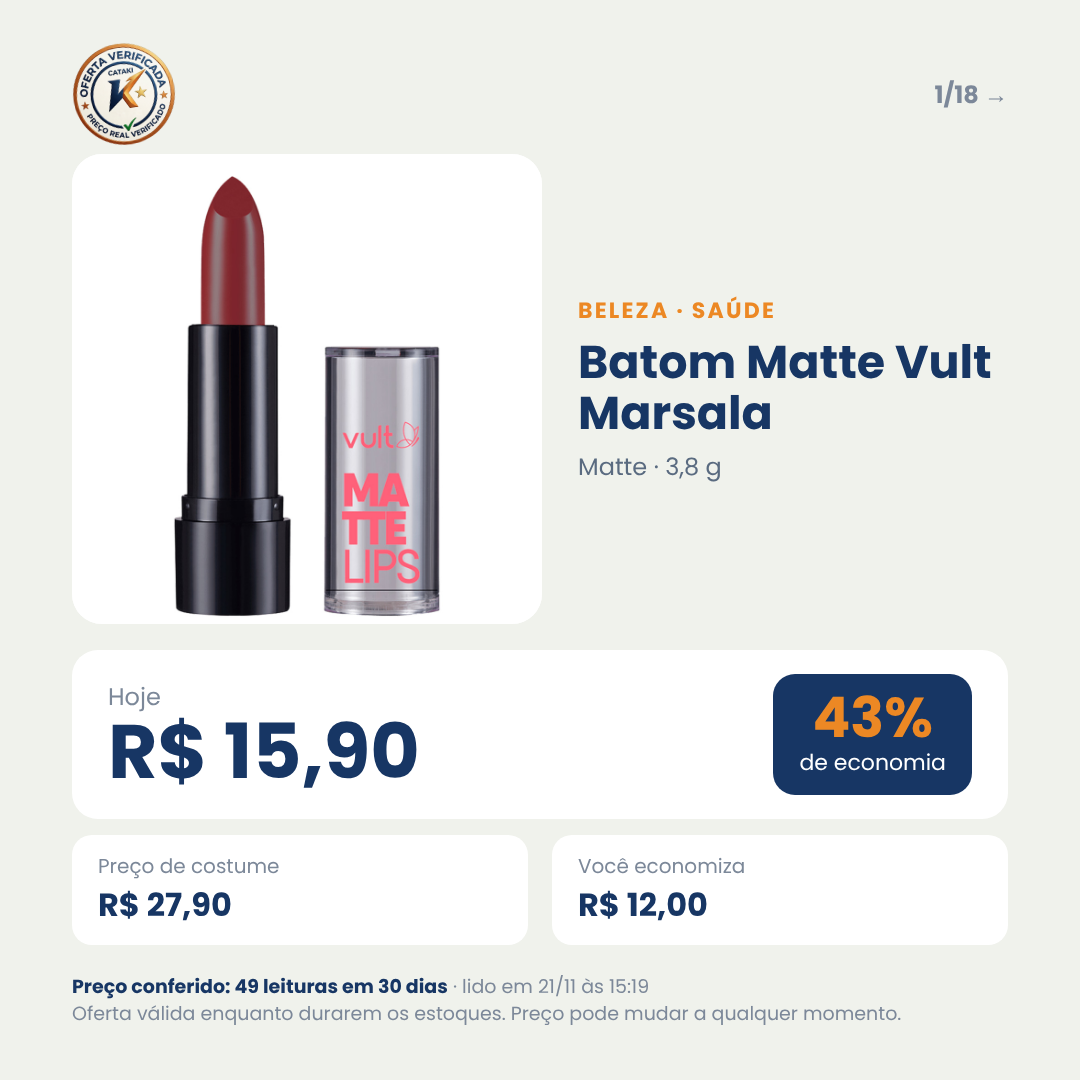 OFERTA VERIFICADA
CATAKI
K
PREÇO REAL VERIFICADO
1/18 →
vult
MA
TTE
LIPS
BELEZA · SAÚDE
Batom Matte Vult
Marsala
Matte · 3,8 g
Hoje
R$ 15,90
43%
de economia
Preço de costume
R$ 27,90
Você economiza
R$ 12,00
Preço conferido: 49 leituras em 30 dias · lido em 21/11 às 15:19
Oferta válida enquanto durarem os estoques. Preço pode mudar a qualquer momento.